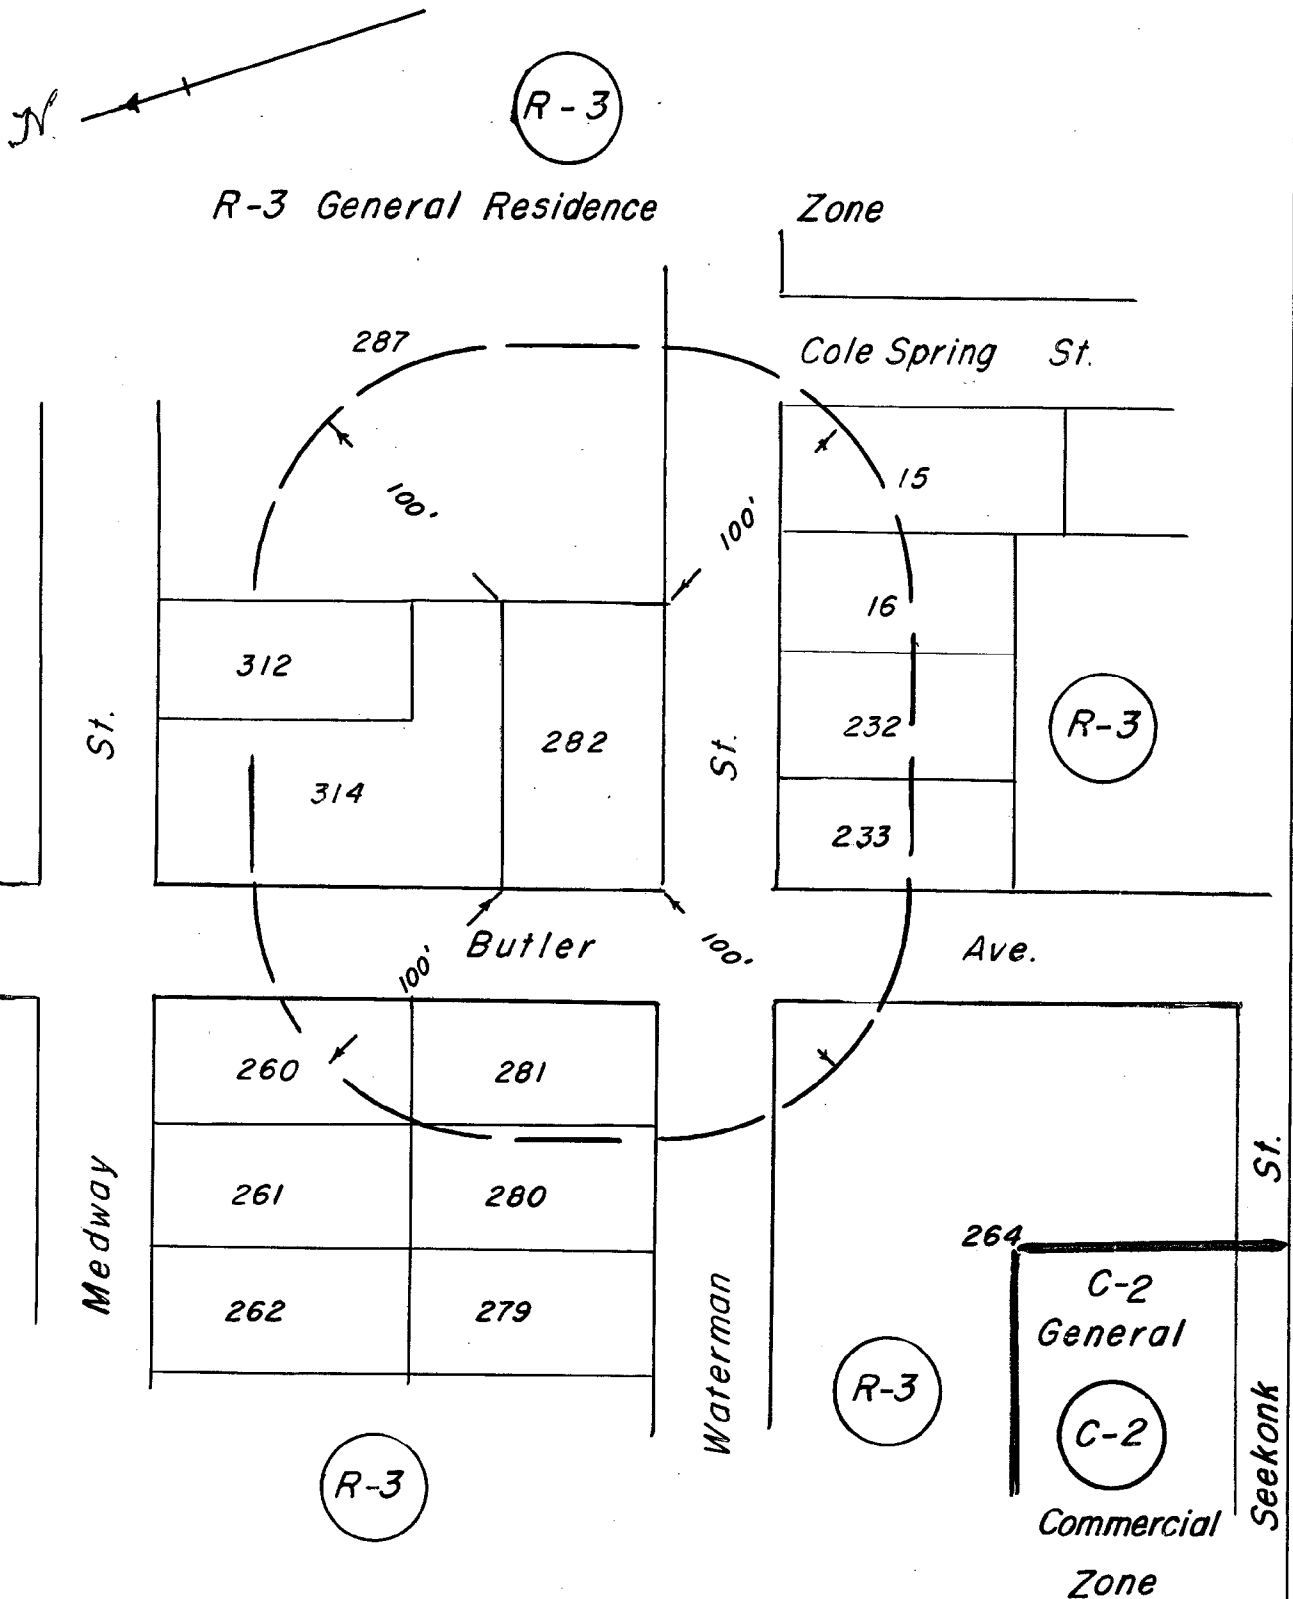 N
R-3
R-3 General Residence Zone
287
Cole Spring St.
100'
100'
15
16
312
St.
282
St.
232
R-3
314
233
Butler Ave.
100'
100'
260
281
Medway
261
280
St.
264
262
279
Waterman
C-2
General
R-3
C-2
Seekonk
R-3
Commercial
Zone